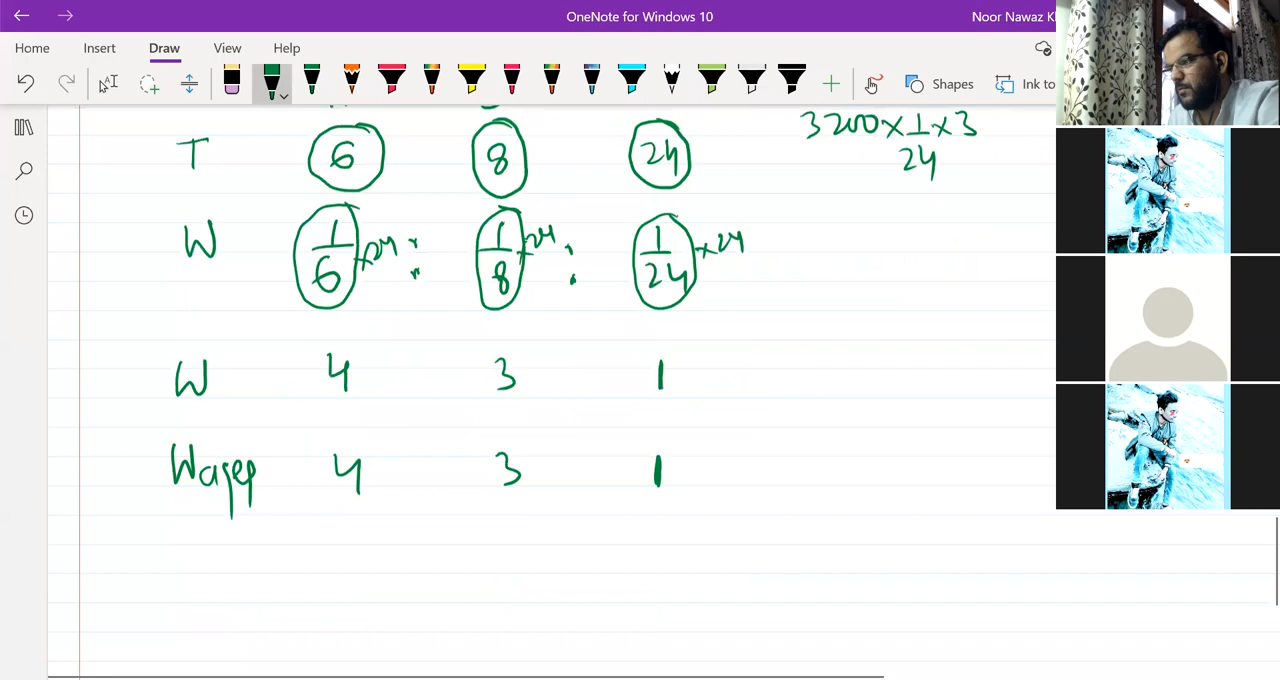 OneNote for Windows 10
Noor Nawaz K
Home Insert Draw View Help
Shapes
Ink to
3200 × 1 × 3
24
T 6 8 24
W 1/6 ×24 : 1/8 ×24 : 1/24 ×24
W 4 3 1
Wages 4 3 1